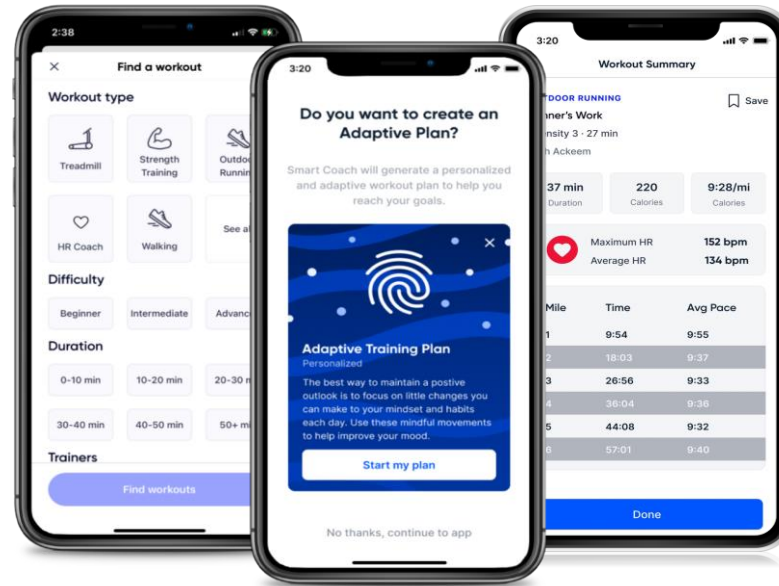 2:38
Find a workout
Workout type
Treadmill
Strength
Training
HR Coach
Walking
Difficulty
Beginner
Intermediate
Duration
0-10 min
10-20 min
30-40 min
40-50 min
50+
Trainers
Find workouts
3:20
Do you want to create an
Adaptive Plan?
Smart Coach will generate a personalized
and adaptive workout plan to help you
reach your goals.
Adaptive Training Plan
Personalized
The best way to maintain a postive
outlook is to focus on little changes you
can make to your mindset and habits
each day. Use these mindful movements
to help improve your mood.
Start my plan
No thanks, continue to app
3:20
Workout Summary
RUNNING
Save
Work
3 · 27 min
Ackeem
37 min
Duration
220
Calories
9:28/mi
Calories
Maximum HR
152 bpm
Average HR
134 bpm
Mile
Time
Avg Pace
1
9:54
9:55
2
18:03
9:37
3
26:56
9:33
4
36:04
9:36
5
44:08
9:32
6
57:01
9:40
Done